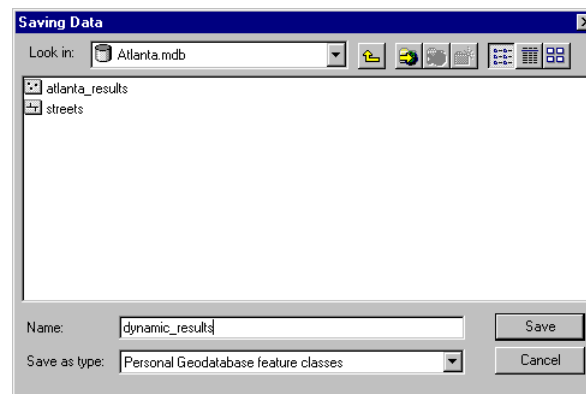 Saving Data
Look in: Atlanta.mdb
atlanta_results
streets
Name: dynamic_results
Save
Save as type: Personal Geodatabase feature classes
Cancel